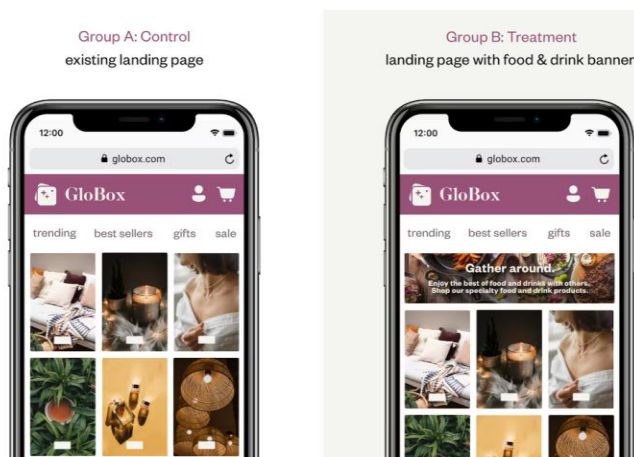 Group A: Control
existing landing page
12:00
globox.com
GloBox
trending best sellers gifts sale
Group B: Treatment
landing page with food & drink banner
12:00
globox.com
GloBox
trending best sellers gifts sale
Gather around.
Enjoy the best of food and drinks with others.
Shop our specialty food and drink products.